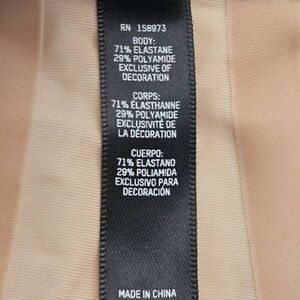 RN 158973
BODY:
71% ELASTANE
29% POLYAMIDE
EXCLUSIVE OF
DECORATION
CORPS:
71% ÉLASTHANNE
29% POLYAMIDE
EXCLUSIVITÉ DE
LA DÉCORATION
CUERPO:
71% ELASTANO
29% POLIAMIDA
EXCLUSIVO PARA
DECORACIÓN
MADE IN CHINA